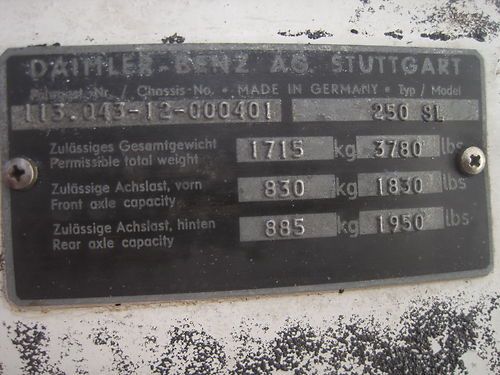 DAIMLER-BENZ AG. STUTTGART
Fahrgest.Nr. / Chassis-No. • MADE IN GERMANY • Typ / Model
113.043-12-000401 250 SL
Zulässiges Gesamtgewicht 1715 kg 3780 lbs
Permissible total weight
Zulässige Achslast, vorn 830 kg 1830 lbs
Front axle capacity
Zulässige Achslast, hinten 885 kg 1950 lbs
Rear axle capacity